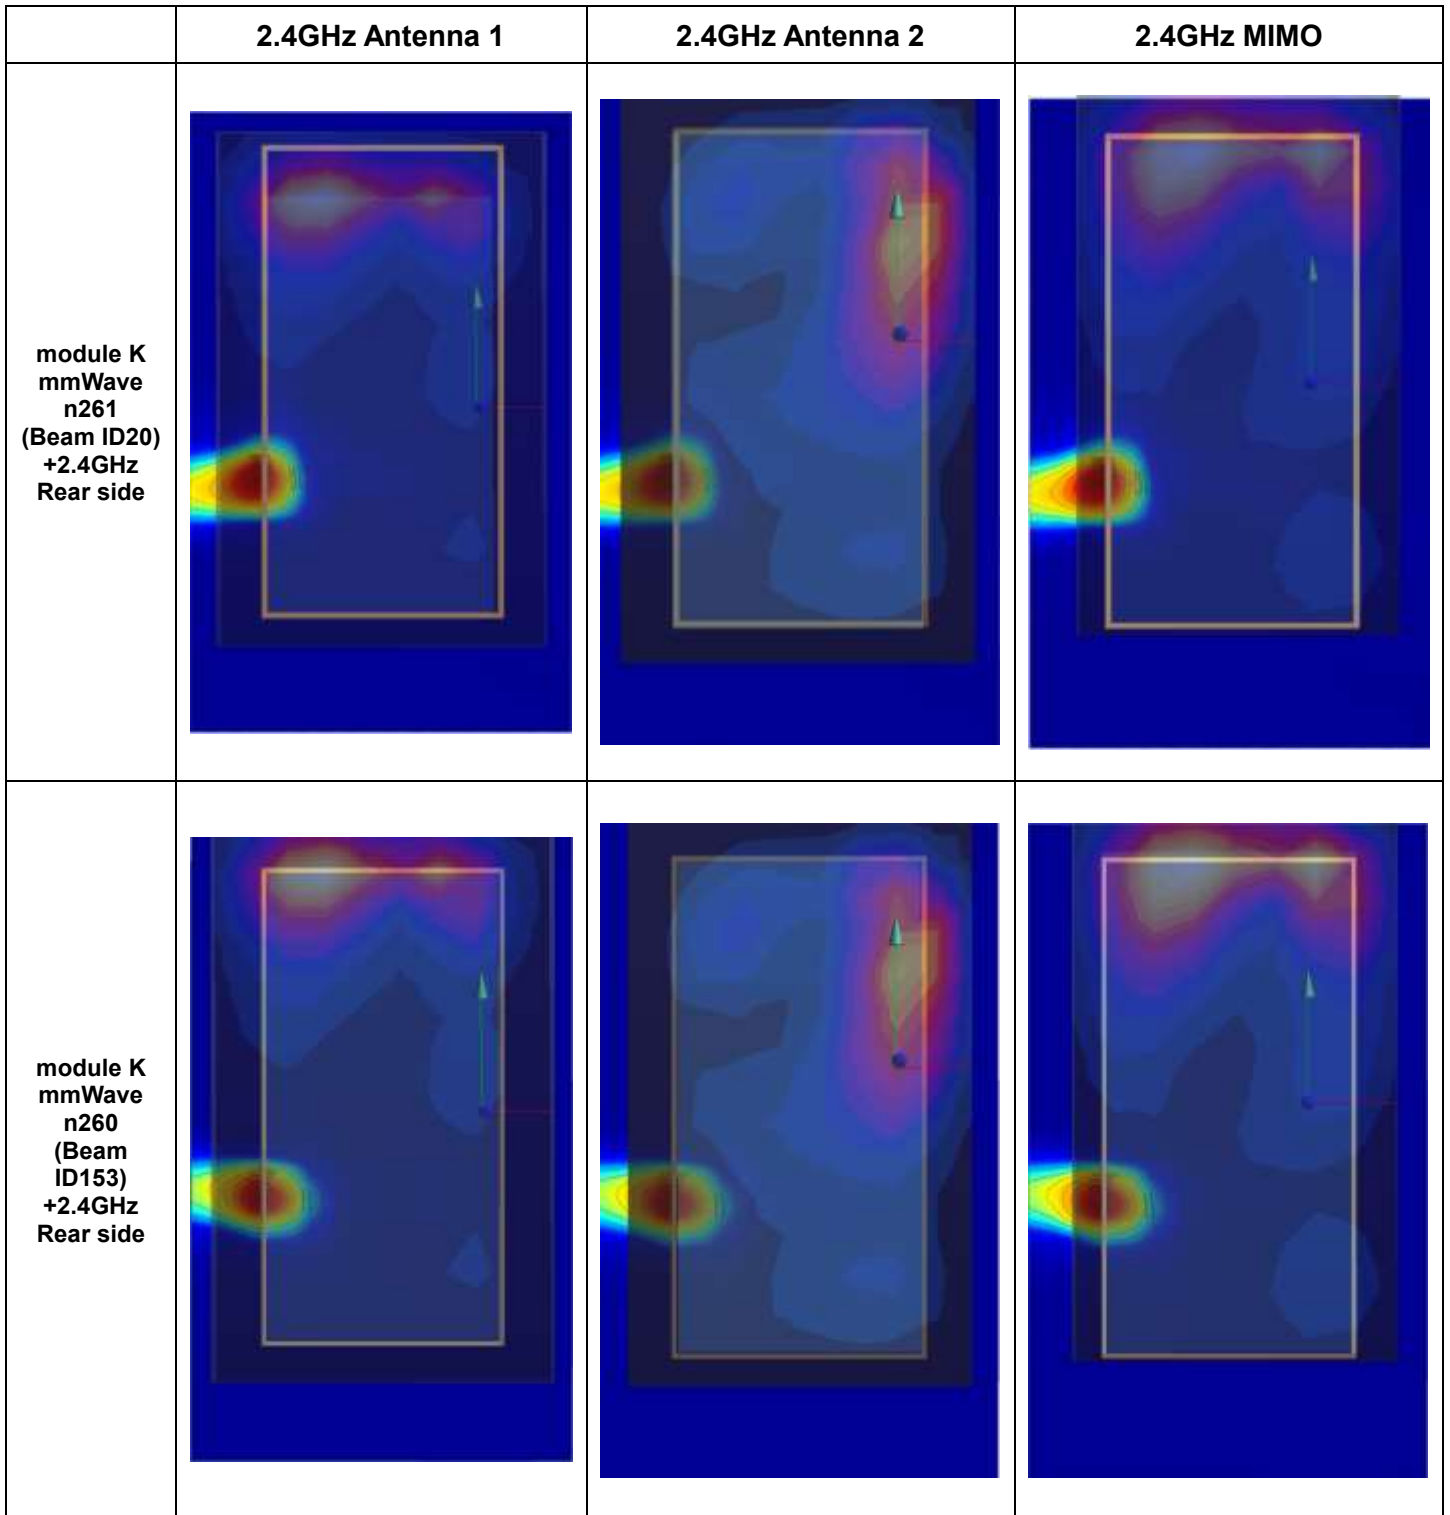 2.4GHz Antenna 1
2.4GHz Antenna 2
2.4GHz MIMO
module K
mmWave
n261
(Beam ID20)
+2.4GHz
Rear side
module K
mmWave
n260
(Beam
ID153)
+2.4GHz
Rear side